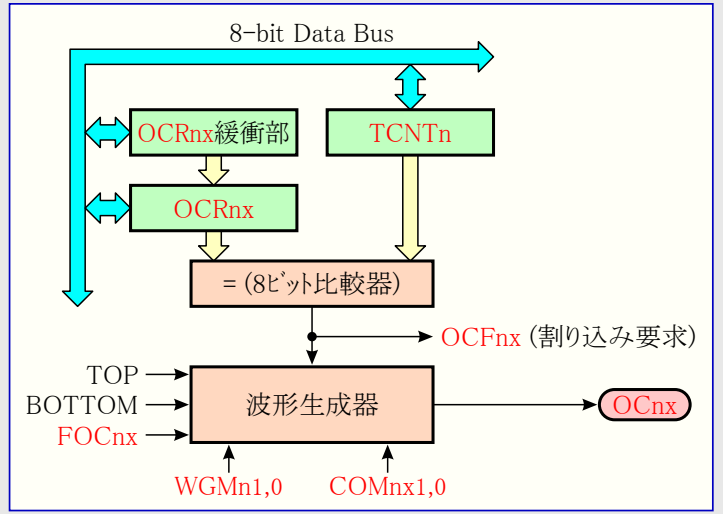 8-bit Data Bus
OCRnx緩衝部
TCNTn
OCRnx
= (8ﾋﾞｯﾄ比較器)
OCFnx (割り込み要求)
TOP
BOTTOM
FOCnx
波形生成器
OCnx
WGMn1,0
COMnx1,0